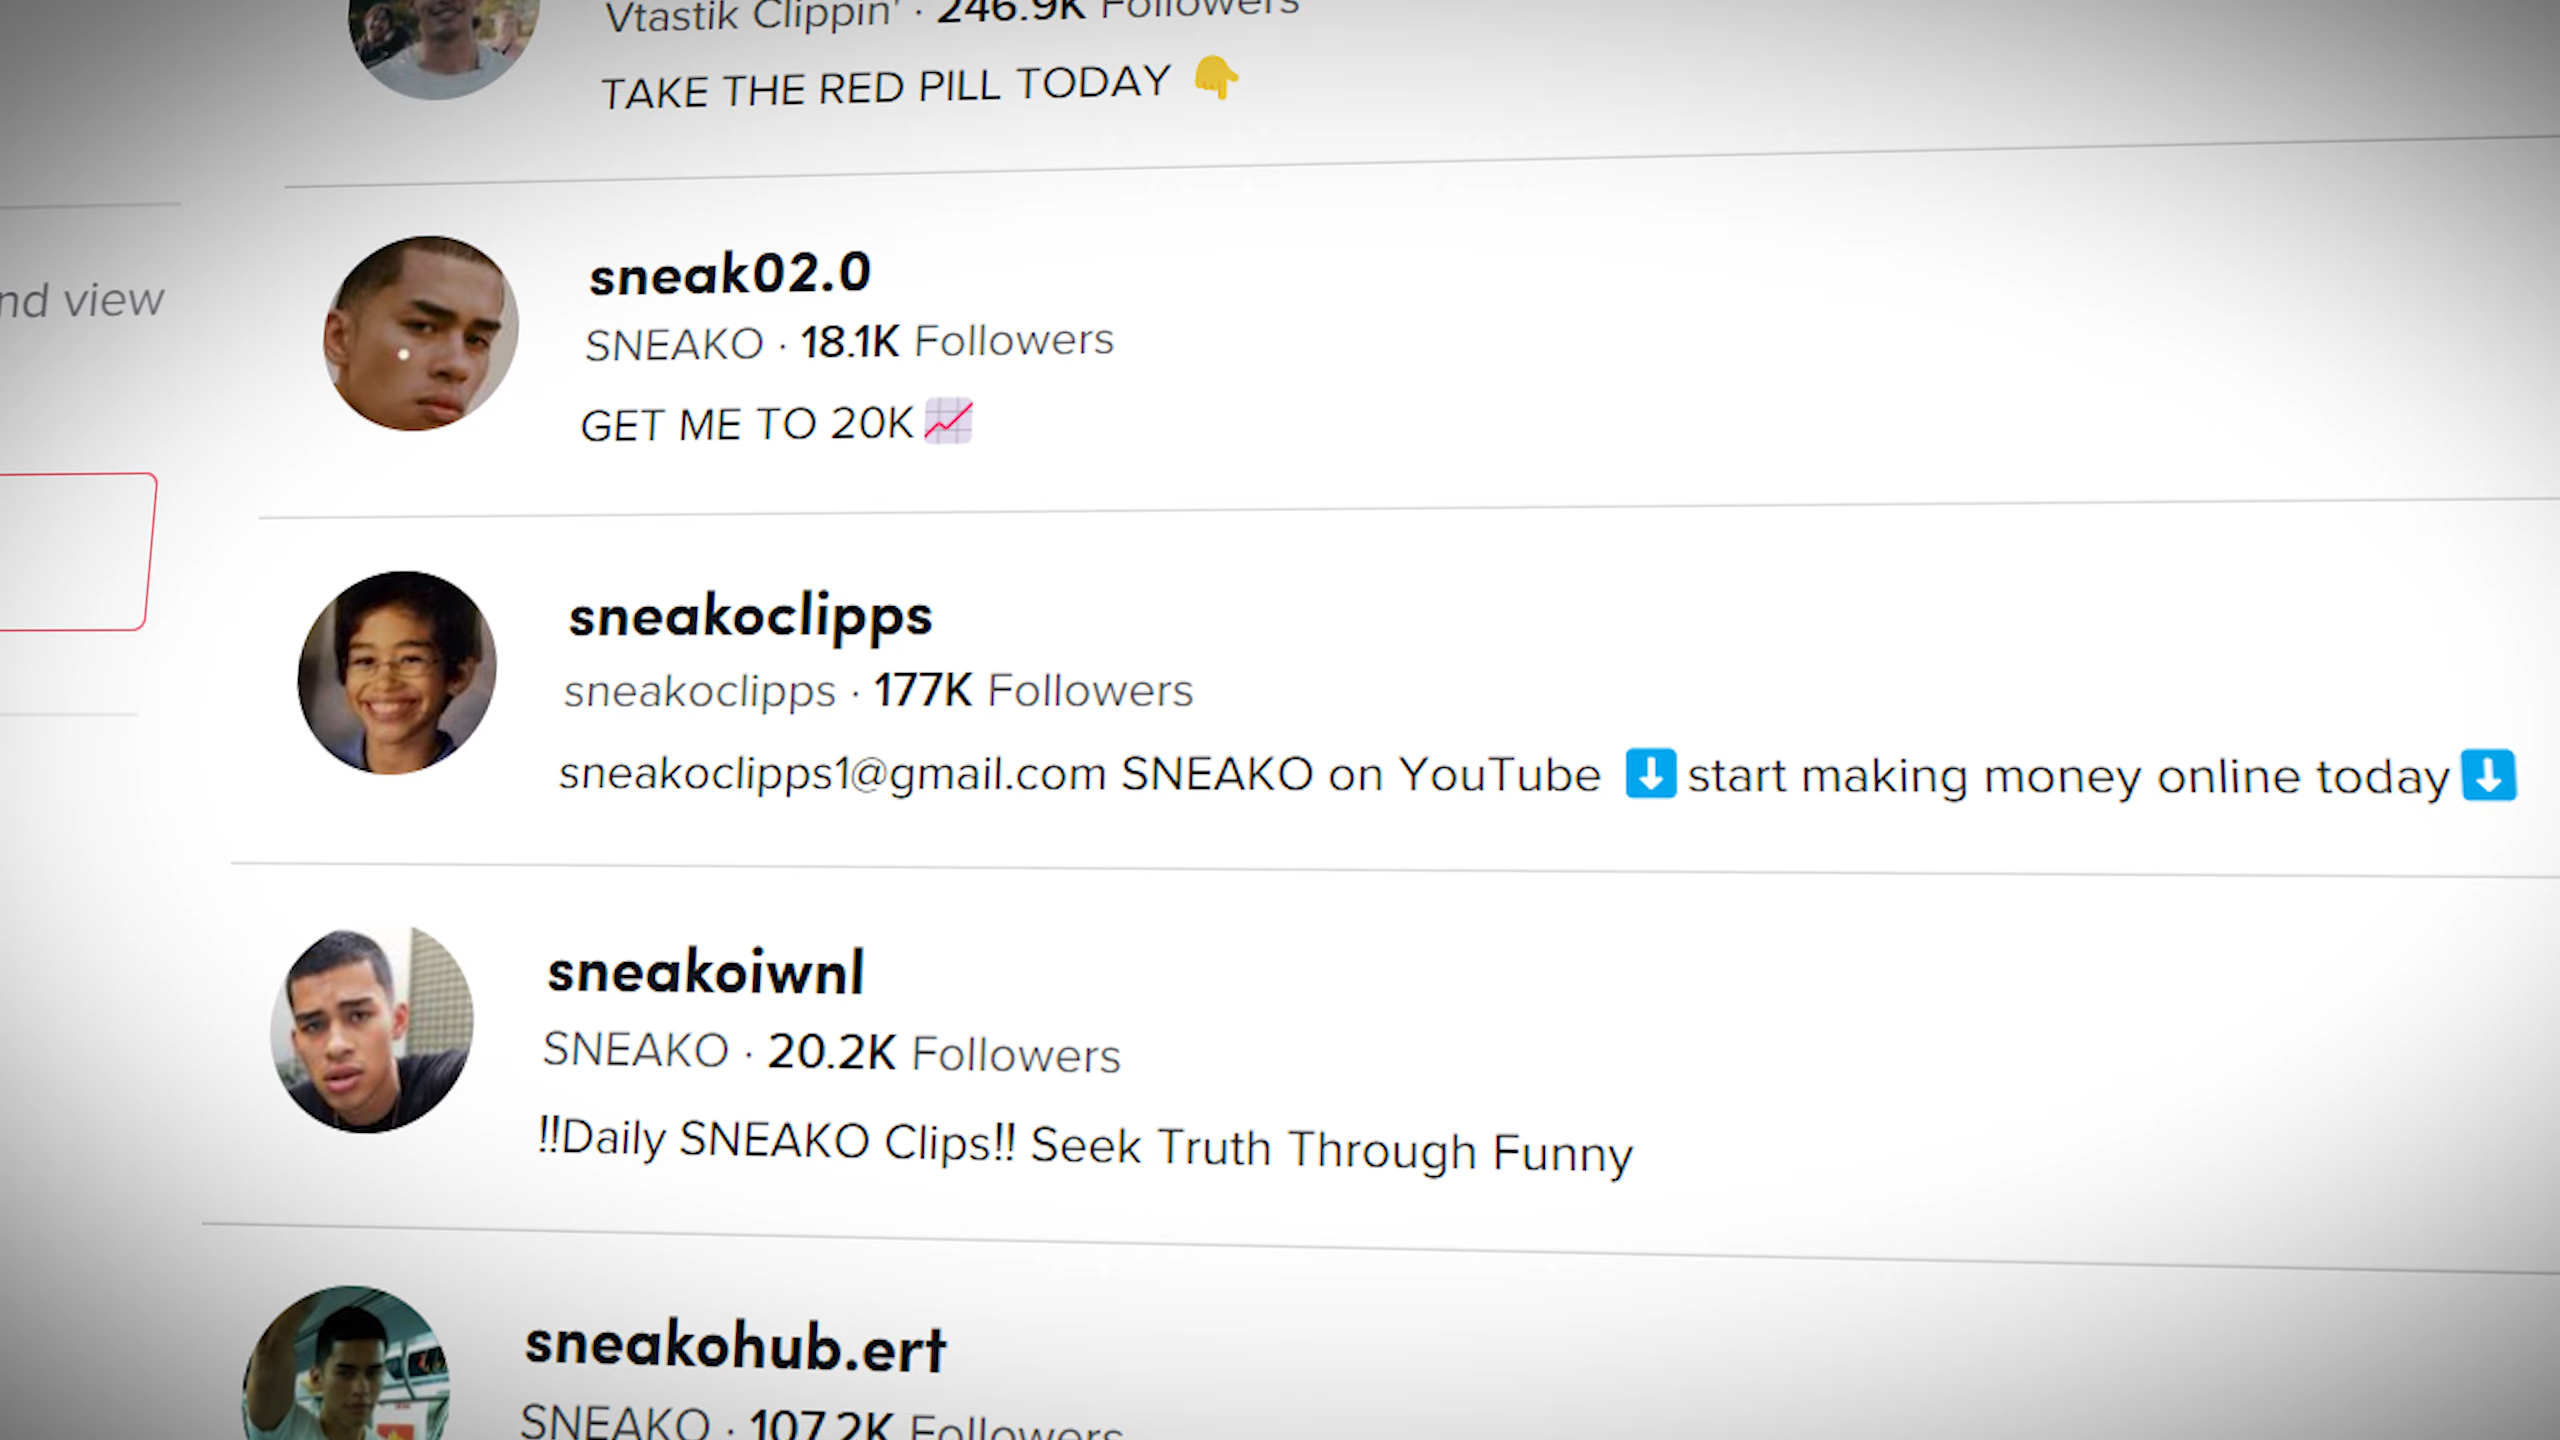 Vtastik Clippin' · 246.9K Followers
TAKE THE RED PILL TODAY 👇
nd view
sneak02.0
SNEAKO · 18.1K Followers
GET ME TO 20K 📈
sneakoclipps
sneakoclipps · 177K Followers
sneakoclipps1@gmail.com SNEAKO on YouTube ⬇️ start making money online today ⬇️
sneakoiwnl
SNEAKO · 20.2K Followers
‼️Daily SNEAKO Clips‼️ Seek Truth Through Funny
sneakohub.ert
SNEAKO · 107.2K Followers